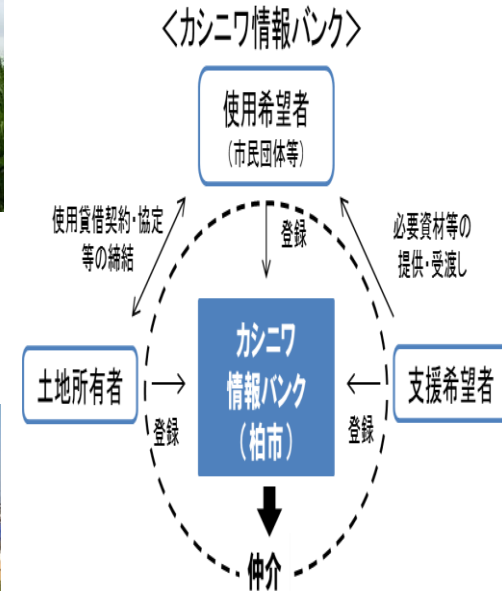 ＜カシニワ情報バンク＞
使用希望者
（市民団体等）
使用貸借契約・協定
等の締結
登録
必要資材等の
提供・受渡し
土地所有者
登録
カシニワ
情報バンク
（柏市）
登録
支援希望者
仲介